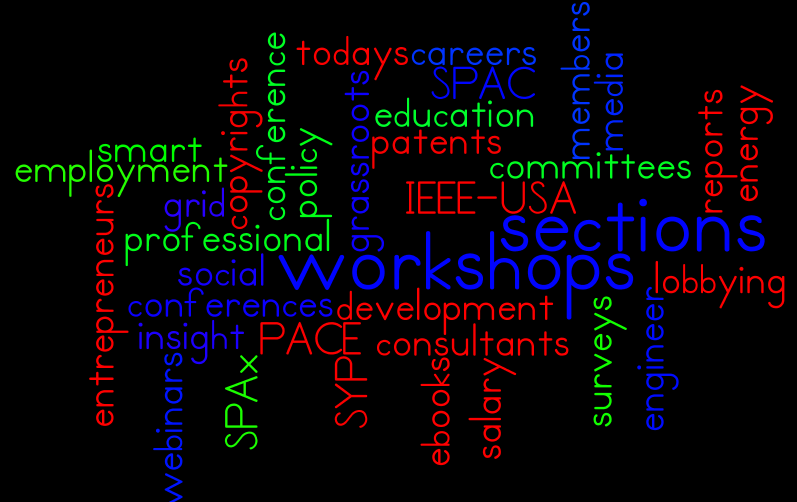 todays
careers
members
SPAC
media
conference
copyrights
grassroots
education
reports
energy
patents
policy
smart
employment
committees
IEEE-USA
grid
entrepreneurs
sections
professional
workshops
social
lobbying
conferences
development
insight
PACE
consultants
surveys
engineer
webinars
SPAx
SYP
ebooks
salary